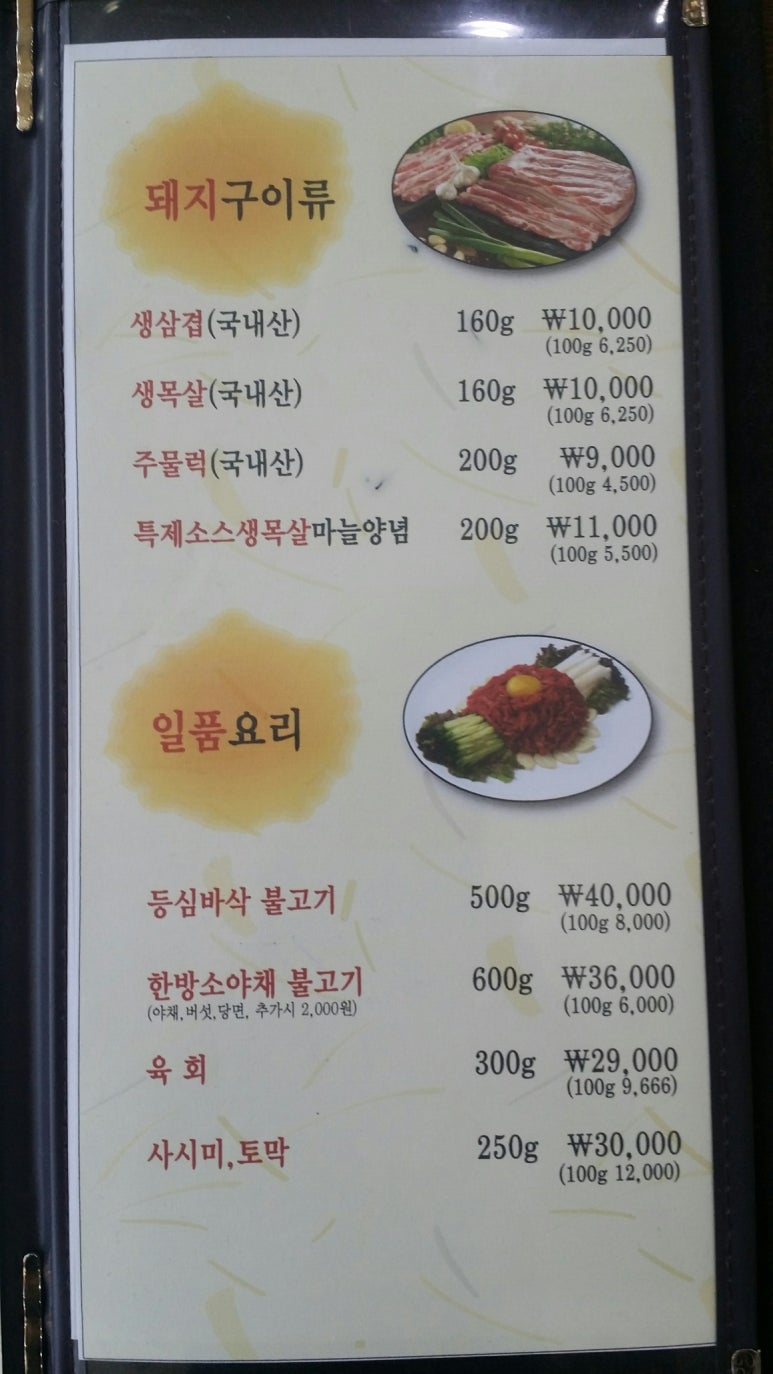 돼지구이류
생삼겹(국내산) 160g ₩10,000
(100g 6,250)
생목살(국내산) 160g ₩10,000
(100g 6,250)
주물럭(국내산) 200g ₩9,000
(100g 4,500)
특제소스생목살마늘양념 200g ₩11,000
(100g 5,500)
일품요리
등심바삭 불고기 500g ₩40,000
(100g 8,000)
한방소야채 불고기 600g ₩36,000
(야채,버섯,당면, 추가시 2,000원) (100g 6,000)
육 회 300g ₩29,000
(100g 9,666)
사시미,토막 250g ₩30,000
(100g 12,000)